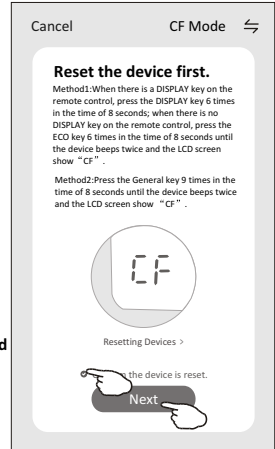 Cancel CF Mode
Reset the device first.
Method1:When there is a DISPLAY key on the
remote control, press the DISPLAY key 6 times
in the time of 8 seconds; when there is no
DISPLAY key on the remote control, press the
ECO key 6 times in the time of 8 seconds until
the device beeps twice and the LCD screen
show “CF”.
Method2:Press the General key 9 times in the
time of 8 seconds until the device beeps twice
and the LCD screen show “CF”.
CF
Resetting Devices >
d
the device is reset.
Next